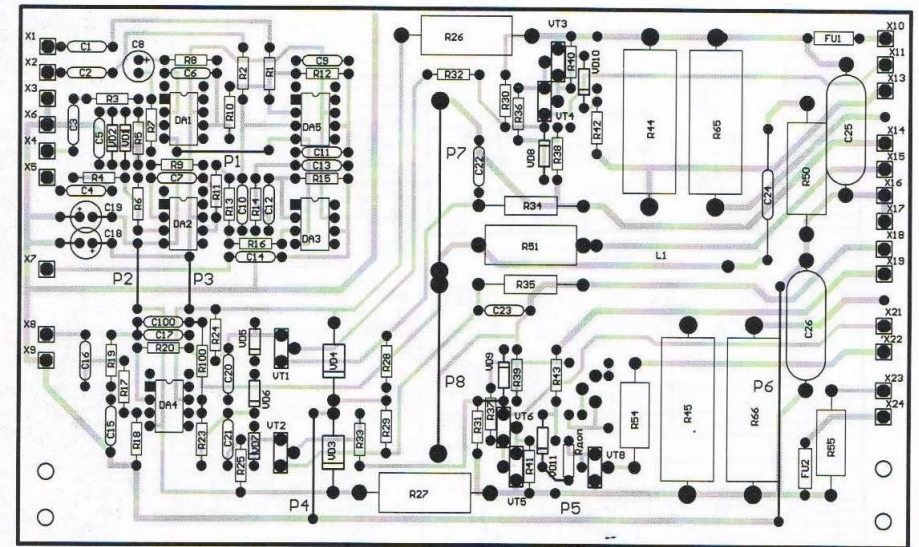 X1
C1
C8
R8
C6
R2
R1
C9
R12
R26
VT3
R40
VD10
FU1
X10
X2
C2
R32
X11
X3
R3
R10
R30
R36
VT4
R44
R65
C25
X13
X6
C3
C5
VD2
VD1
R5
R7
DA1
DA5
P1
R42
X4
C11
P7
VD8
R38
X14
X5
R4
R9
C7
C13
R15
C22
R50
C24
X15
C4
R6
R11
R13
C10
R14
C12
R34
X16
C19
DA2
DA3
X17
C18
R16
R51
L1
X18
X7
C14
P2
P3
R35
X19
X8
C100
C17
R20
R24
C23
C26
X21
X9
C16
R19
R100
C20
VD5
VT1
VD4
R28
X22
R17
VD6
P8
VD9
R39
R43
P6
X23
DA4
R37
VT6
R54
R45
R66
X24
C15
R18
R23
C21
VD7
VT2
R25
VD3
R33
R29
R31
R41
VD11
Rдоп
VT8
R55
FU2
P4
R27
VT5
P5